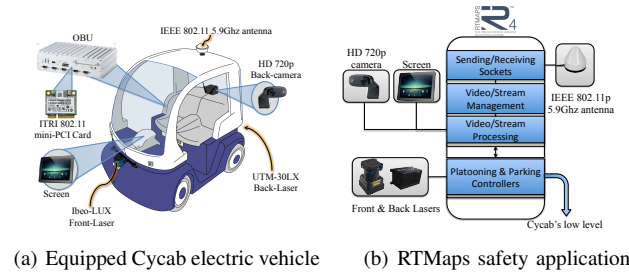 IEEE 802.11 5.9Ghz antenna
OBU
HD 720p
Back-camera
ITRI 802.11
mini-PCI Card
Screen
Ibeo-LUX
Front-Laser
UTM-30LX
Back-Laser
(a) Equipped Cycab electric vehicle
RTMAPS
R 4
HD 720p
camera
Screen
Sending/Receiving
Sockets
Video/Stream
Management
Video/Stream
Processing
IEEE 802.11p
5.9Ghz antenna
Platooning & Parking
Controllers
Front & Back Lasers
Cycab's low level
(b) RTMaps safety application